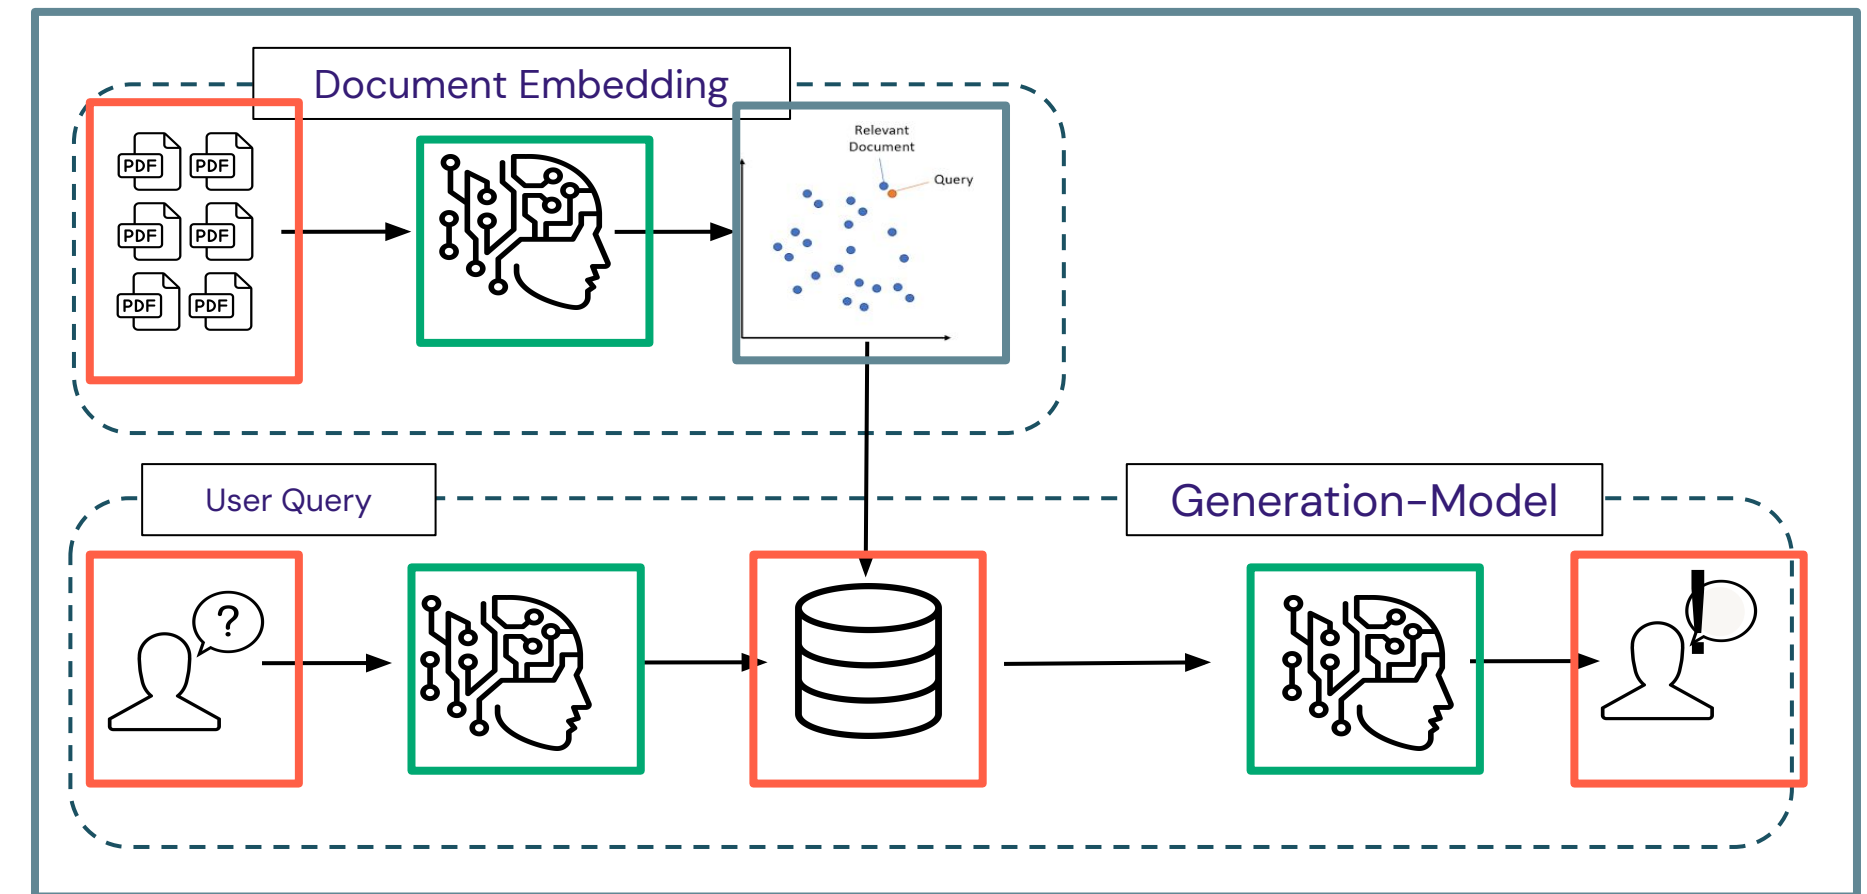 Document Embedding
PDF PDF
PDF PDF
PDF PDF
Relevant
Document
Query
User Query
Generation-Model
?
!